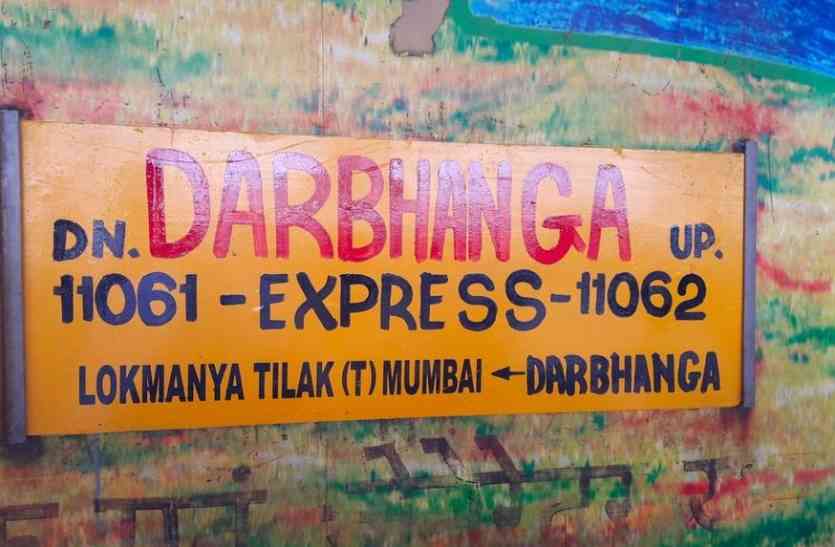 DARBHANGA
DN. UP.
11061 - EXPRESS - 11062
LOKMANYA TILAK (T) MUMBAI ← DARBHANGA